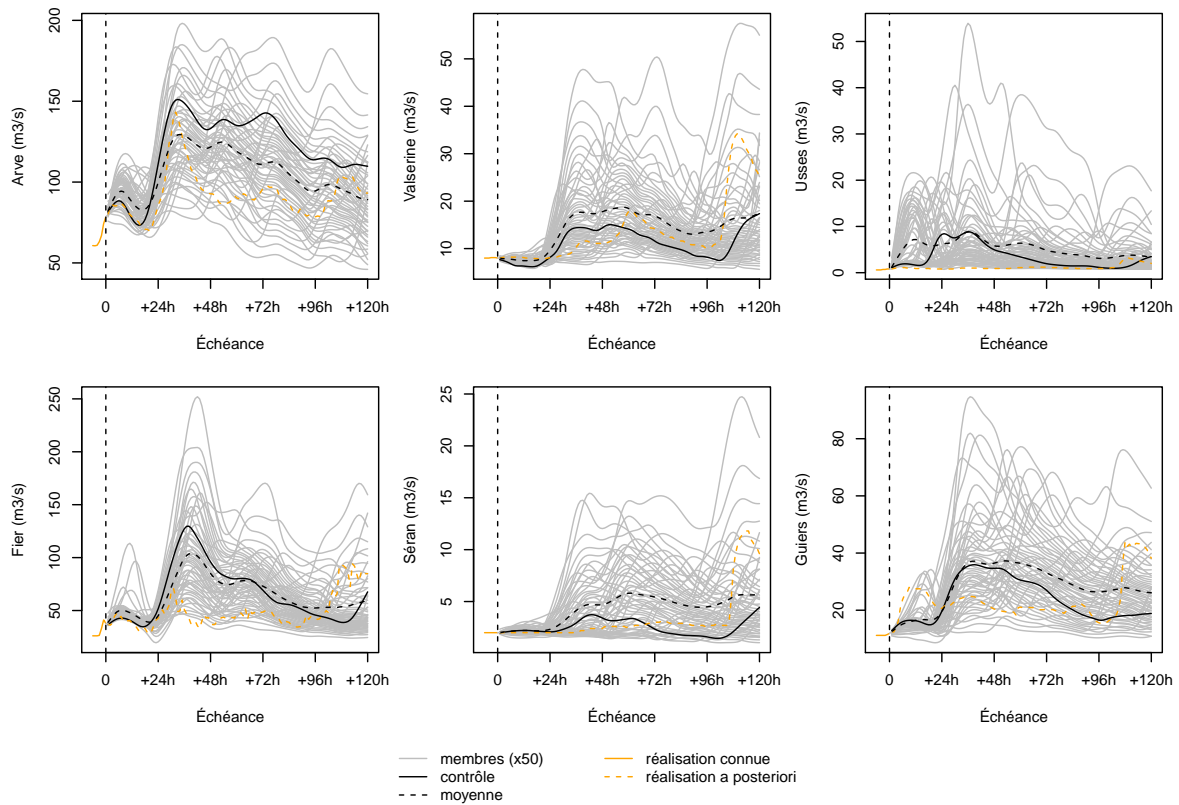 Arve (m3/s)
50 100 150 200
0 +24h +48h +72h +96h +120h
Échéance
Valserine (m3/s)
10 20 30 40 50
0 +24h +48h +72h +96h +120h
Échéance
Usses (m3/s)
0 10 20 30 40 50
0 +24h +48h +72h +96h +120h
Échéance
Fier (m3/s)
50 100 150 200 250
0 +24h +48h +72h +96h +120h
Échéance
Séran (m3/s)
5 10 15 20 25
0 +24h +48h +72h +96h +120h
Échéance
Guiers (m3/s)
20 40 60 80
0 +24h +48h +72h +96h +120h
Échéance
membres (x50)
contrôle
moyenne
réalisation connue
réalisation a posteriori